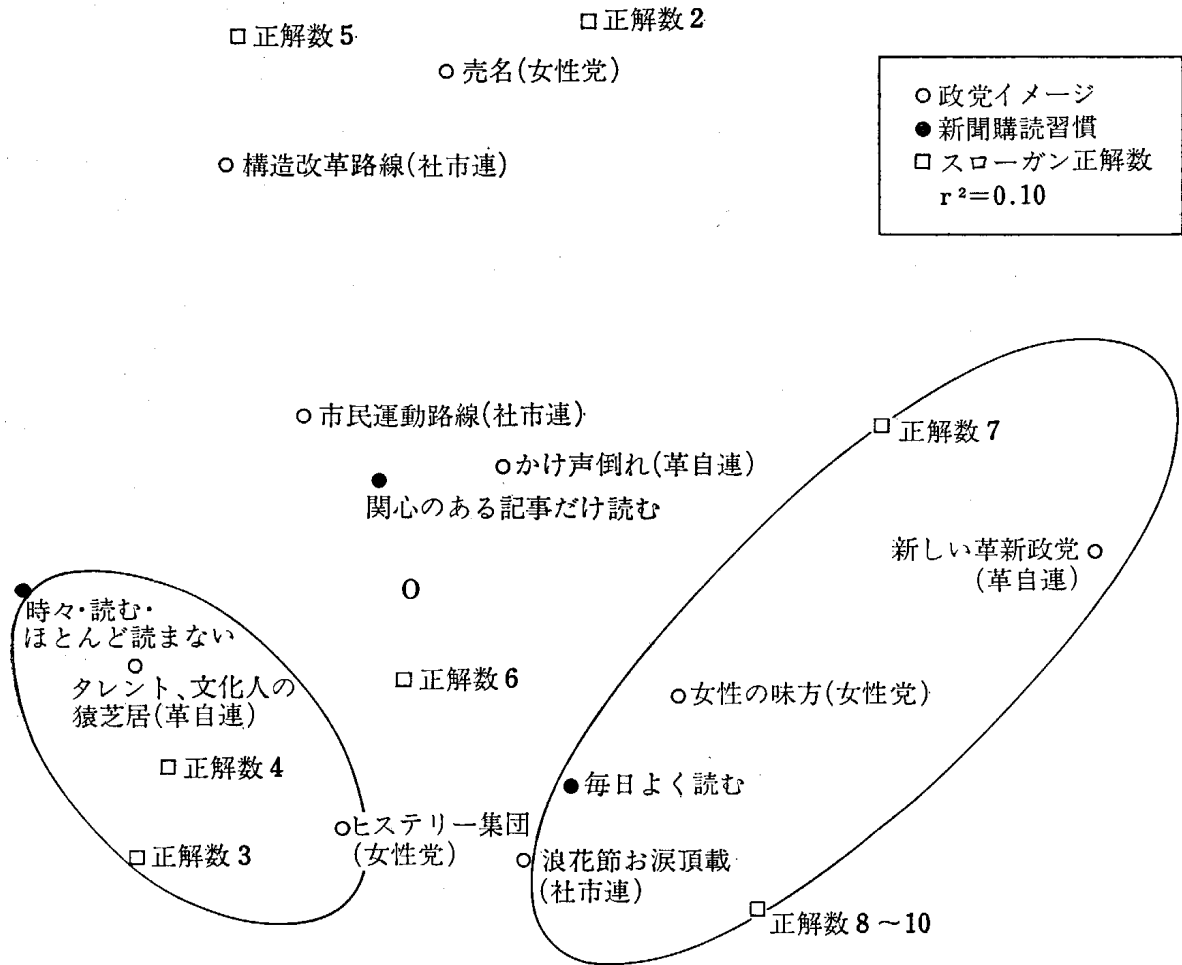 □正解数5
□正解数2
○売名(女性党)
○政党イメージ
●新聞購読習慣
□スローガン正解数
r²=0.10
○構造改革路線(社市連)
○市民運動路線(社市連)
□正解数7
○かけ声倒れ(革自連)
●
関心のある記事だけ読む
新しい革新政党○
(革自連)
O
●
時々・読む・
ほとんど読まない
○
タレント、文化人の
猿芝居(革自連)
□正解数6
○女性の味方(女性党)
□正解数4
●毎日よく読む
○ヒステリー集団
(女性党)
□正解数3
○浪花節お涙頂載
(社市連)
□正解数8～10